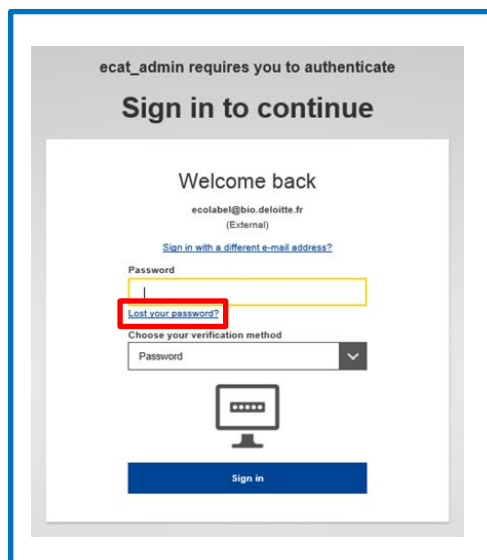 ecat_admin requires you to authenticate
Sign in to continue
Welcome back
ecolabel@bio.deloitte.fr
(External)
Sign in with a different e-mail address?
Password
Lost your password?
Choose your verification method
Password
Sign in